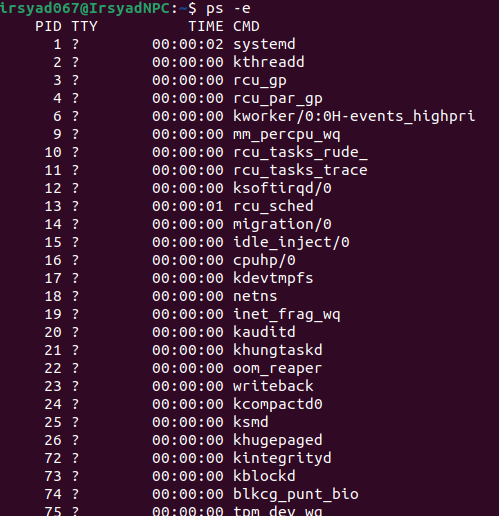 irsyad067@IrsyadNPC:~$ ps -e
PID TTY TIME CMD
1 ? 00:00:02 systemd
2 ? 00:00:00 kthreadd
3 ? 00:00:00 rcu_gp
4 ? 00:00:00 rcu_par_gp
6 ? 00:00:00 kworker/0:0H-events_highpri
9 ? 00:00:00 mm_percpu_wq
10 ? 00:00:00 rcu_tasks_rude_
11 ? 00:00:00 rcu_tasks_trace
12 ? 00:00:00 ksoftirqd/0
13 ? 00:00:01 rcu_sched
14 ? 00:00:00 migration/0
15 ? 00:00:00 idle_inject/0
16 ? 00:00:00 cpuhp/0
17 ? 00:00:00 kdevtmpfs
18 ? 00:00:00 netns
19 ? 00:00:00 inet_frag_wq
20 ? 00:00:00 kauditd
21 ? 00:00:00 khungtaskd
22 ? 00:00:00 oom_reaper
23 ? 00:00:00 writeback
24 ? 00:00:00 kcompactd0
25 ? 00:00:00 ksmd
26 ? 00:00:00 khugepaged
72 ? 00:00:00 kintegrityd
73 ? 00:00:00 kblockd
74 ? 00:00:00 blkcg_punt_bio
75 ? 00:00:00 tpm_dev_wq